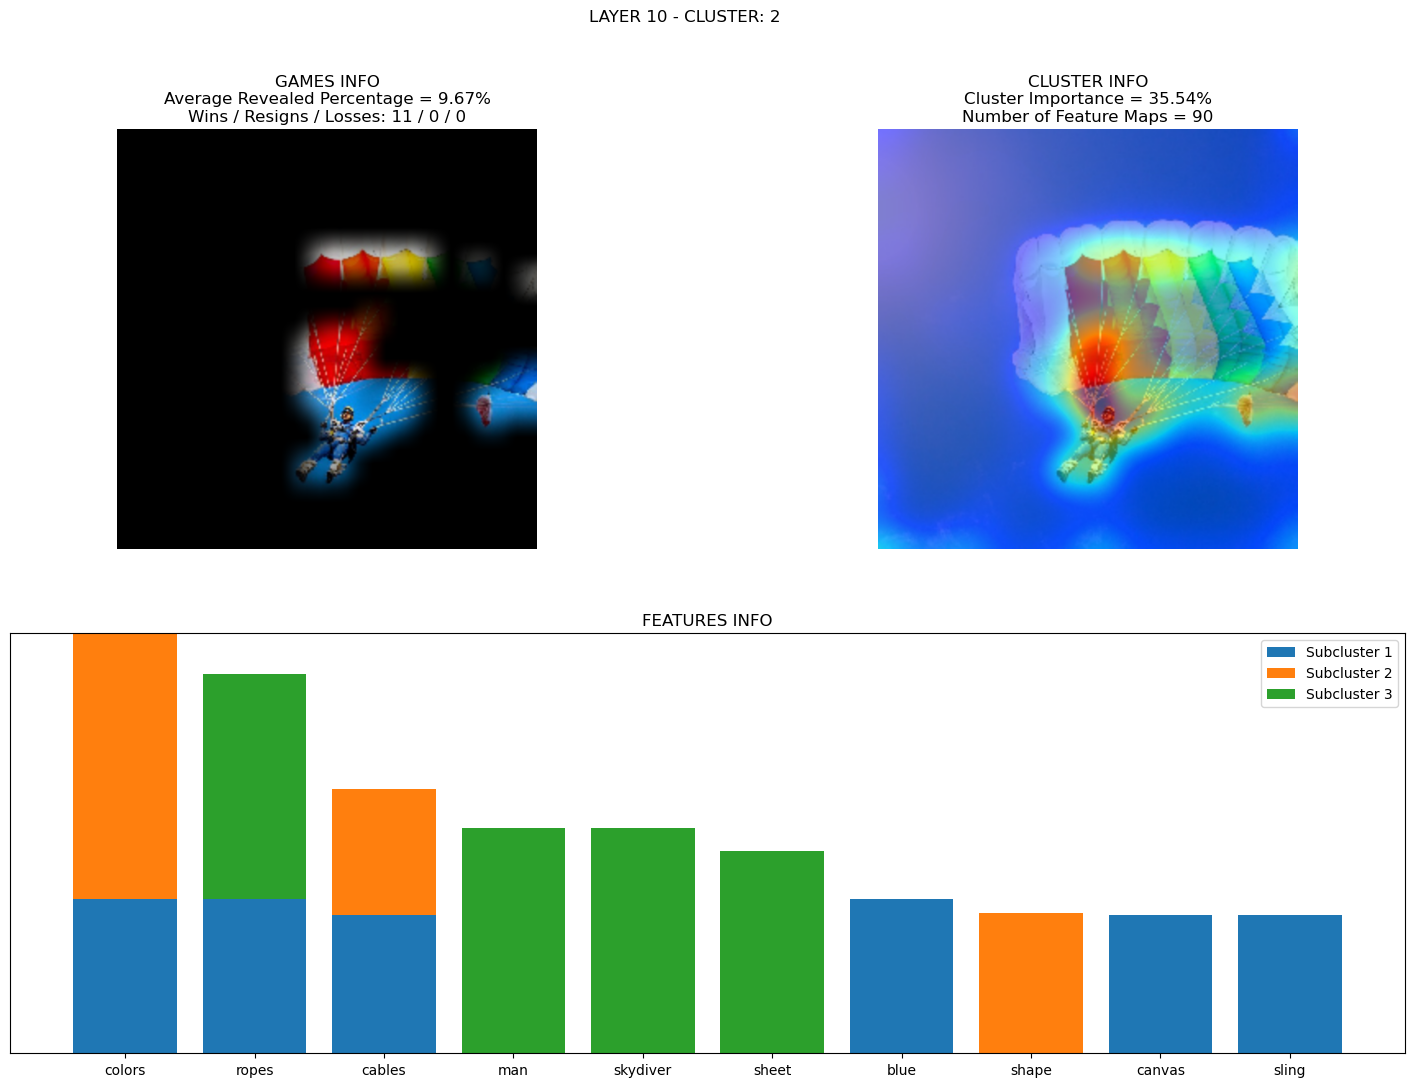 LAYER 10 - CLUSTER: 2
GAMES INFO
Average Revealed Percentage = 9.67%
Wins / Resigns / Losses: 11 / 0 / 0
CLUSTER INFO
Cluster Importance = 35.54%
Number of Feature Maps = 90
FEATURES INFO
Subcluster 1
Subcluster 2
Subcluster 3
colors ropes cables man skydiver sheet blue shape canvas sling